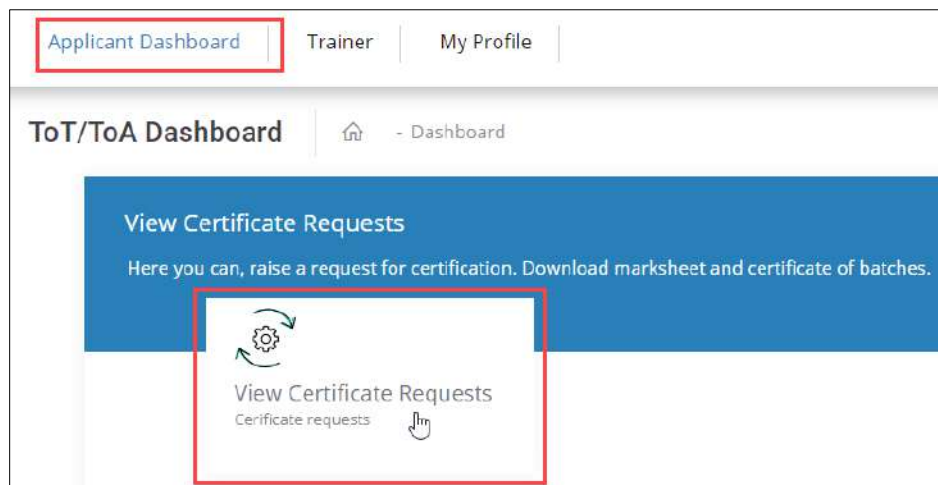 Applicant Dashboard Trainer My Profile
ToT/ToA Dashboard - Dashboard
View Certificate Requests
Here you can, raise a request for certification. Download marksheet and certificate of batches.
View Certificate Requests
Cerificate requests